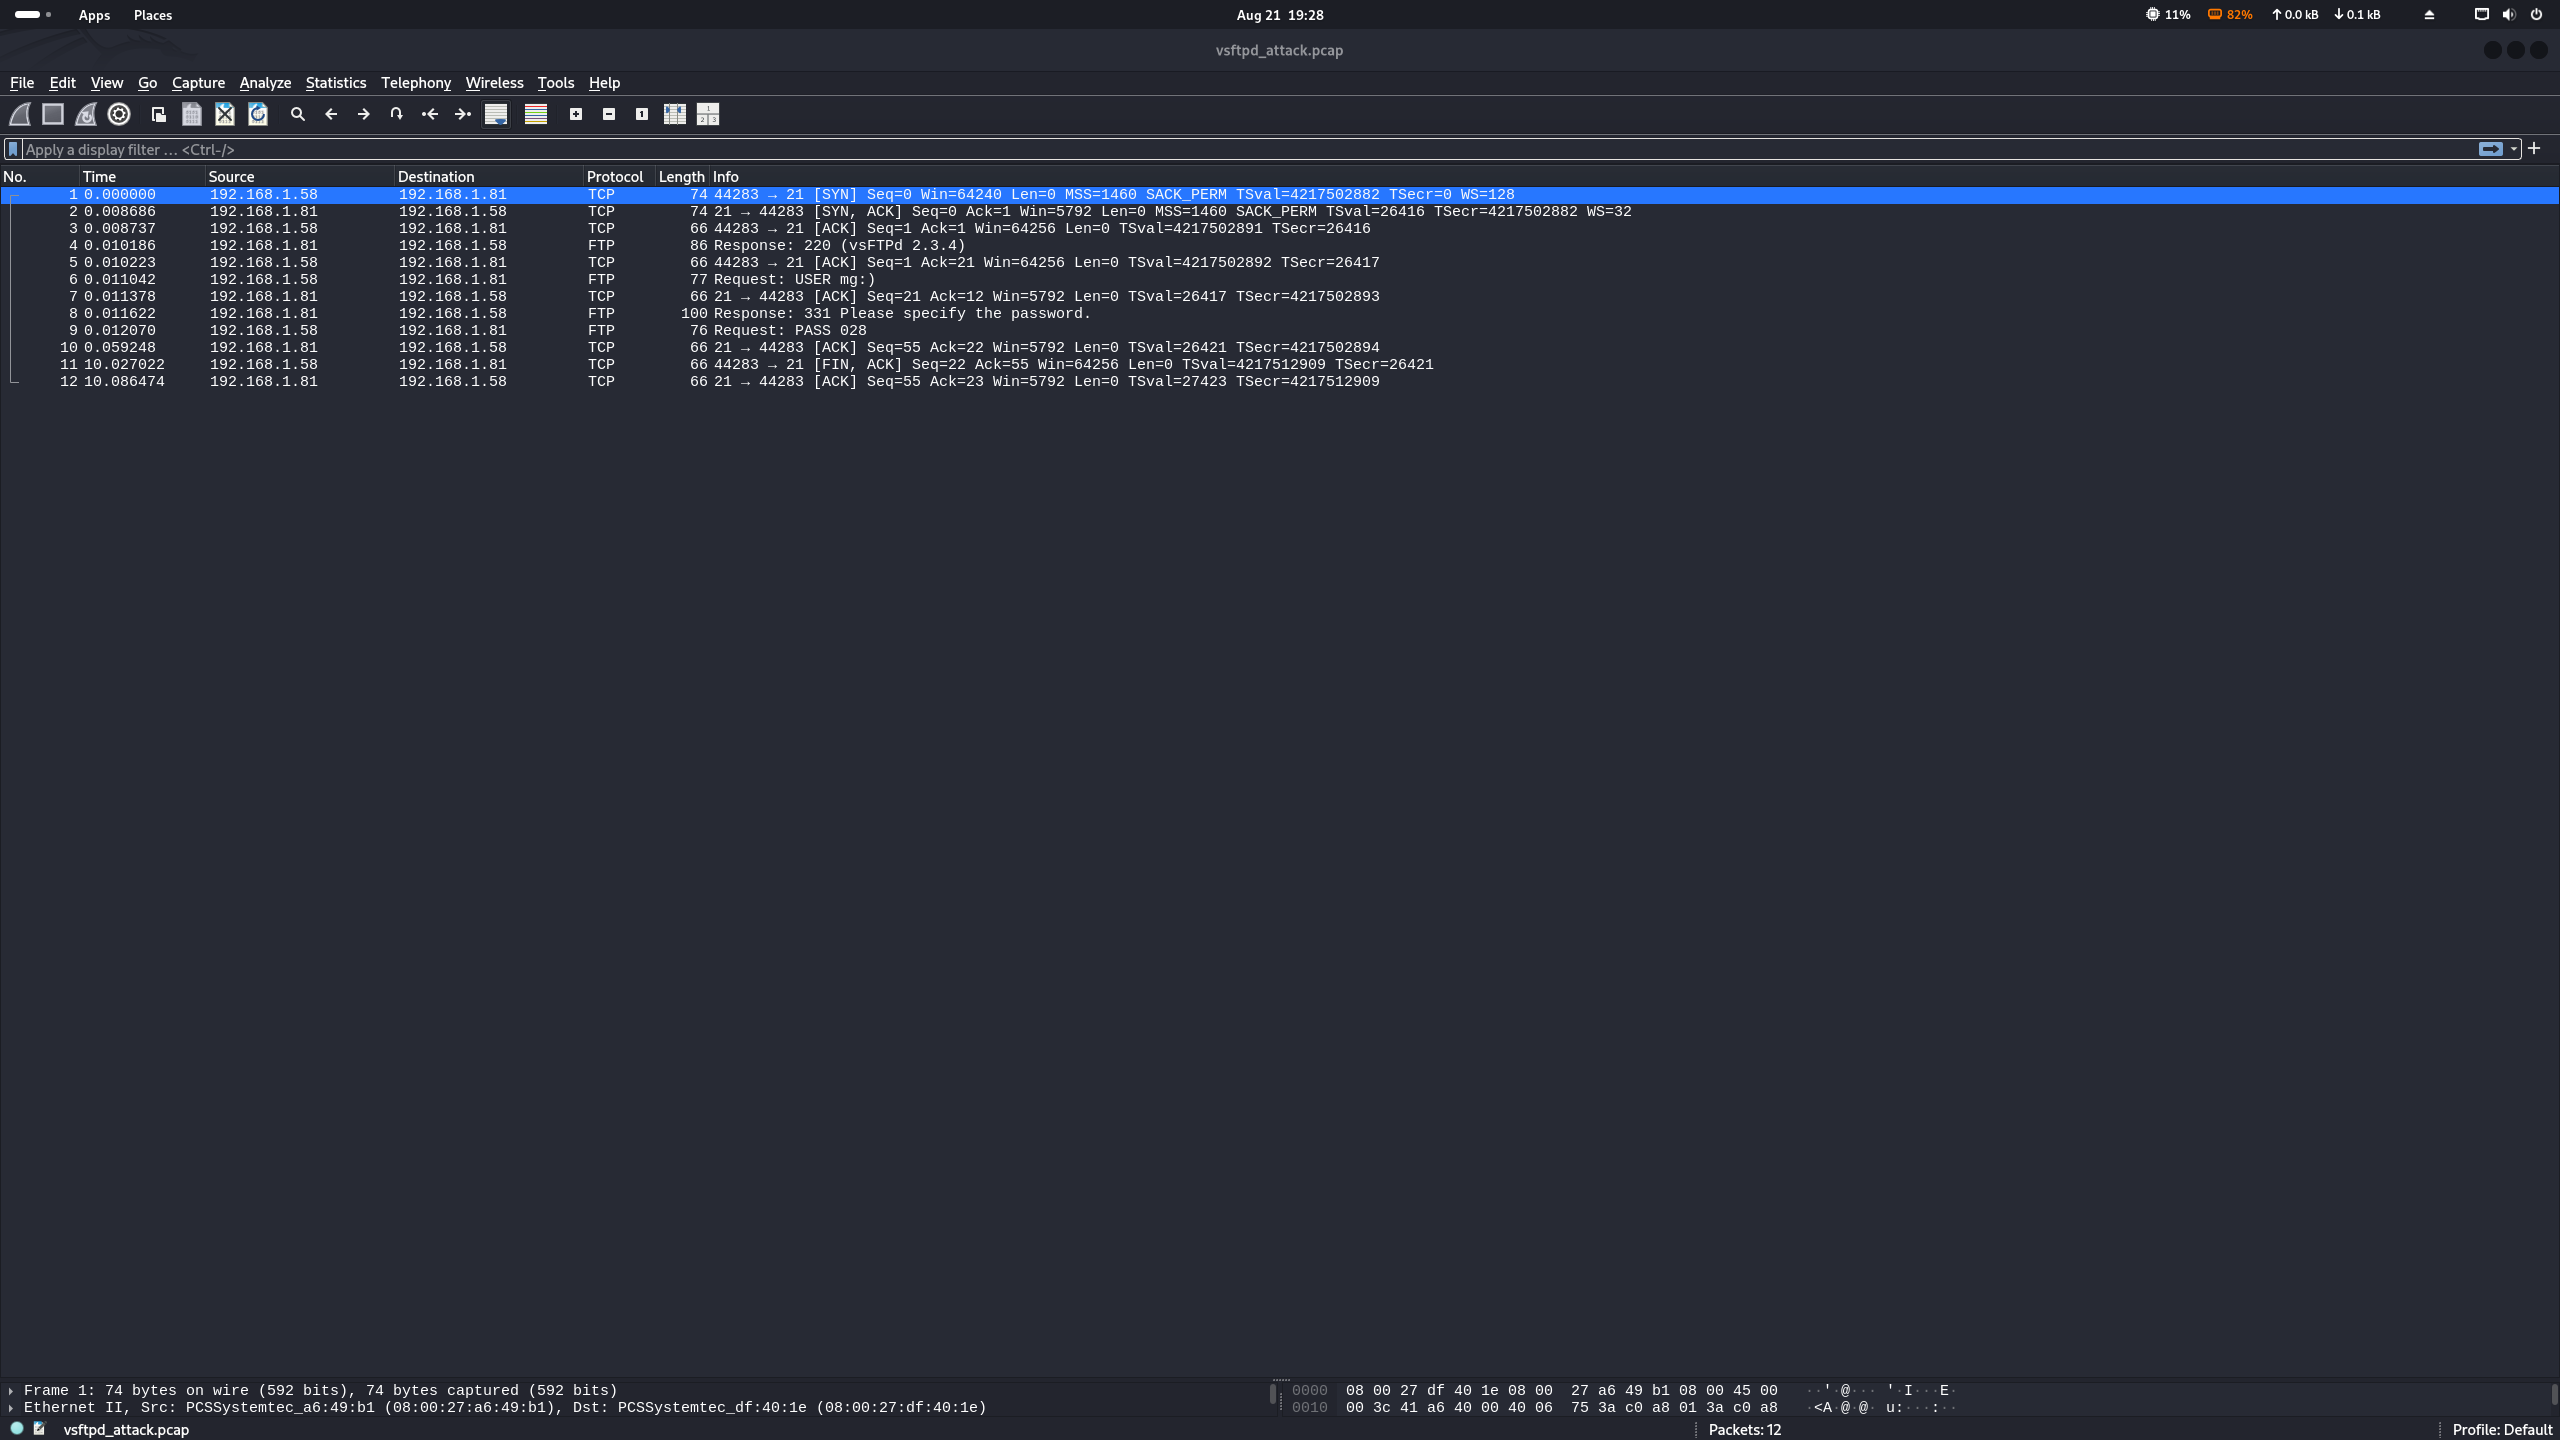 Apps Places Aug 21 19:28 11% 82% 0.0 kB 0.1 kB
vsftpd_attack.pcap
File Edit View Go Capture Analyze Statistics Telephony Wireless Tools Help
Apply a display filter … <Ctrl-/>
No. Time Source Destination Protocol Length Info
1 0.000000 192.168.1.58 192.168.1.81 TCP 74 44283 → 21 [SYN] Seq=0 Win=64240 Len=0 MSS=1460 SACK_PERM TSval=4217502882 TSecr=0 WS=128
2 0.008686 192.168.1.81 192.168.1.58 TCP 74 21 → 44283 [SYN, ACK] Seq=0 Ack=1 Win=5792 Len=0 MSS=1460 SACK_PERM TSval=26416 TSecr=4217502882 WS=32
3 0.008737 192.168.1.58 192.168.1.81 TCP 66 44283 → 21 [ACK] Seq=1 Ack=1 Win=64256 Len=0 TSval=4217502891 TSecr=26416
4 0.010186 192.168.1.81 192.168.1.58 FTP 86 Response: 220 (vsFTPd 2.3.4)
5 0.010223 192.168.1.58 192.168.1.81 TCP 66 44283 → 21 [ACK] Seq=1 Ack=21 Win=64256 Len=0 TSval=4217502892 TSecr=26417
6 0.011042 192.168.1.58 192.168.1.81 FTP 77 Request: USER mg:)
7 0.011378 192.168.1.81 192.168.1.58 TCP 66 21 → 44283 [ACK] Seq=21 Ack=12 Win=5792 Len=0 TSval=26417 TSecr=4217502893
8 0.011622 192.168.1.81 192.168.1.58 FTP 100 Response: 331 Please specify the password.
9 0.012070 192.168.1.58 192.168.1.81 FTP 76 Request: PASS 028
10 0.059248 192.168.1.81 192.168.1.58 TCP 66 21 → 44283 [ACK] Seq=55 Ack=22 Win=5792 Len=0 TSval=26421 TSecr=4217502894
11 10.027022 192.168.1.58 192.168.1.81 TCP 66 44283 → 21 [FIN, ACK] Seq=22 Ack=55 Win=64256 Len=0 TSval=4217512909 TSecr=26421
12 10.086474 192.168.1.81 192.168.1.58 TCP 66 21 → 44283 [ACK] Seq=55 Ack=23 Win=5792 Len=0 TSval=27423 TSecr=4217512909
Frame 1: 74 bytes on wire (592 bits), 74 bytes captured (592 bits)
Ethernet II, Src: PCSSystemtec_a6:49:b1 (08:00:27:a6:49:b1), Dst: PCSSystemtec_df:40:1e (08:00:27:df:40:1e)
0000 08 00 27 df 40 1e 08 00 27 a6 49 b1 08 00 45 00 ··'·@··· '·I···E·
0010 00 3c 41 a6 40 00 40 06 75 3a c0 a8 01 3a c0 a8 ·<A·@·@· u:···:··
vsftpd_attack.pcap Packets: 12 Profile: Default